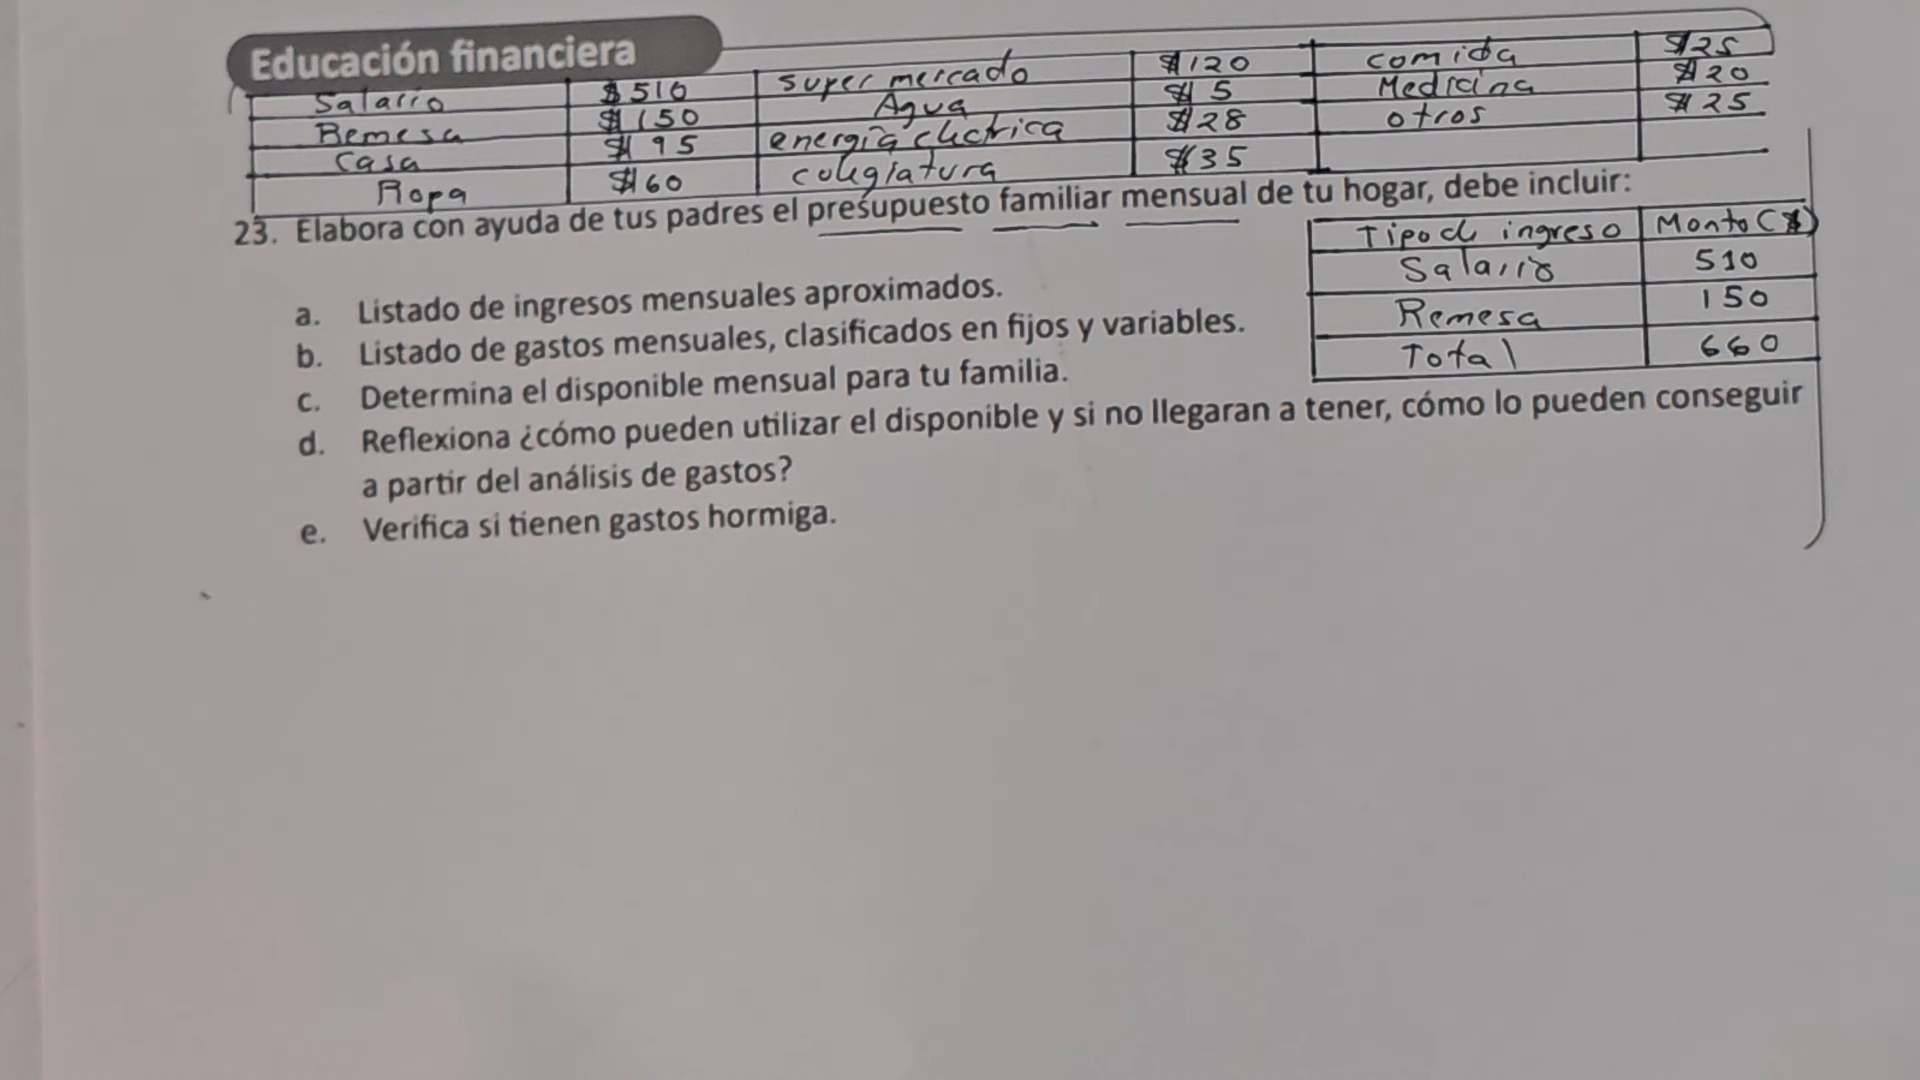 Educación financiera
Salario $510 super mercado $120 comida $25
Remesa $150 Agua $5 Medicina $20
Casa $95 energía electrica $28 otros $25
Ropa $60 colegiatura $35
23. Elabora con ayuda de tus padres el presupuesto familiar mensual de tu hogar, debe incluir:
Tipo de ingreso Monto ($)
Salario 510
Remesa 150
Total 660
a. Listado de ingresos mensuales aproximados.
b. Listado de gastos mensuales, clasificados en fijos y variables.
c. Determina el disponible mensual para tu familia.
d. Reflexiona ¿cómo pueden utilizar el disponible y si no llegaran a tener, cómo lo pueden conseguir
a partir del análisis de gastos?
e. Verifica si tienen gastos hormiga.